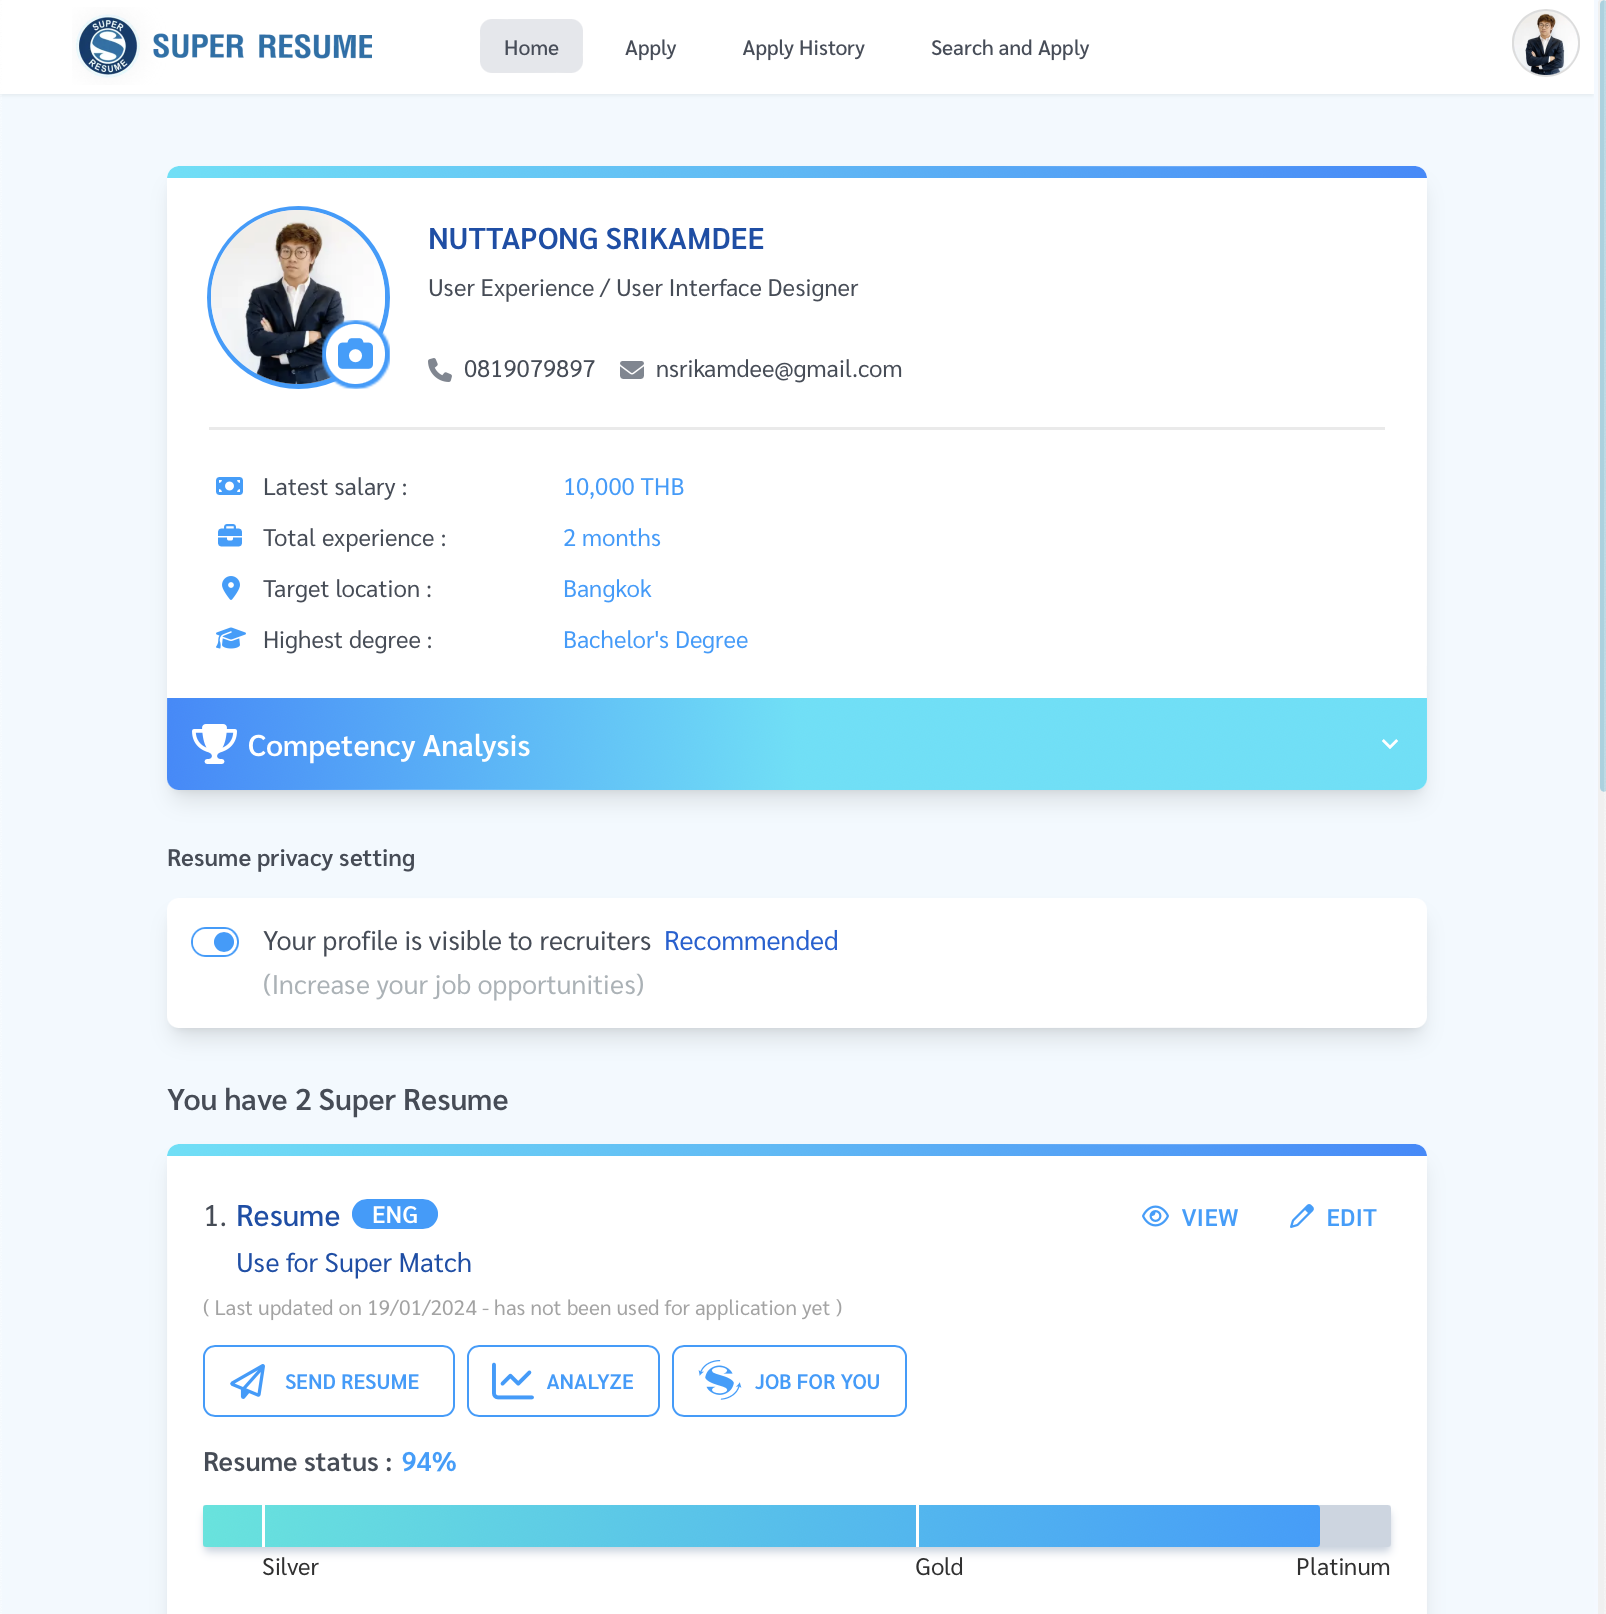 SUPER
RESUME
SUPER RESUME
Home
Apply
Apply History
Search and Apply
NUTTAPONG SRIKAMDEE
User Experience / User Interface Designer
0819079897
nsrikamdee@gmail.com
Latest salary :
10,000 THB
Total experience :
2 months
Target location :
Bangkok
Highest degree :
Bachelor's Degree
Competency Analysis
Resume privacy setting
Your profile is visible to recruiters Recommended
(Increase your job opportunities)
You have 2 Super Resume
1. Resume ENG
VIEW
EDIT
Use for Super Match
( Last updated on 19/01/2024 - has not been used for application yet )
SEND RESUME
ANALYZE
JOB FOR YOU
Resume status : 94%
Silver
Gold
Platinum